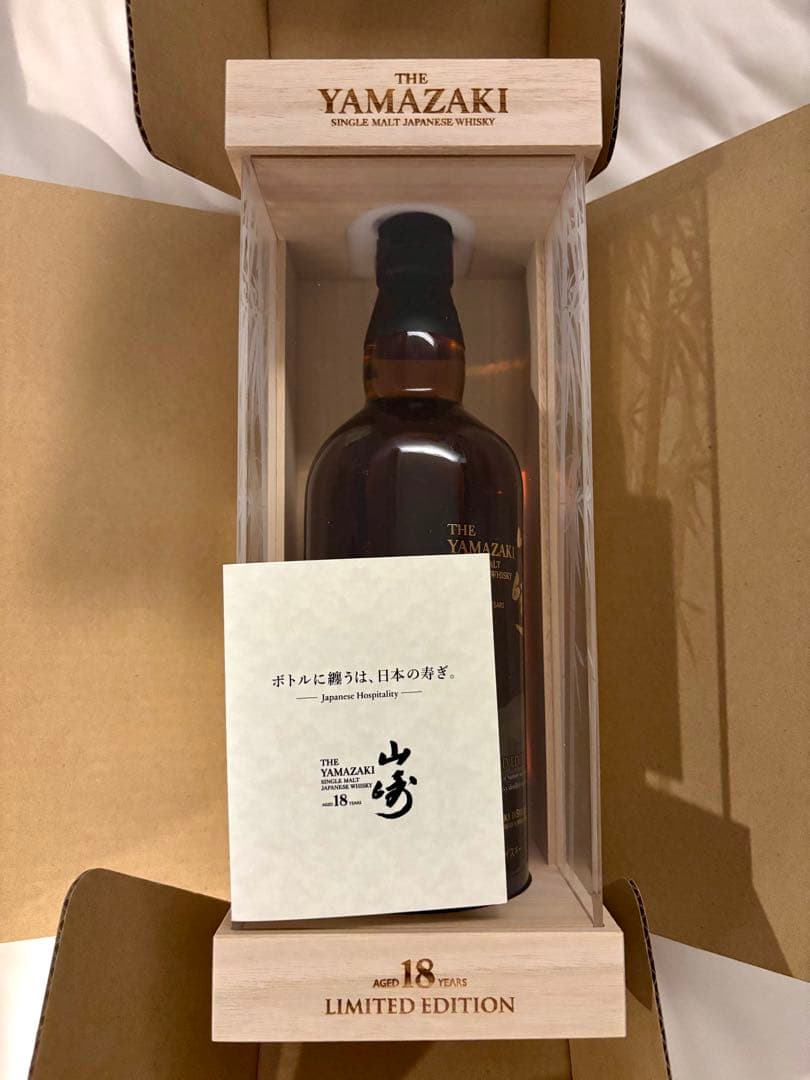 THE
YAMAZAKI
SINGLE MALT JAPANESE WHISKY
THE
YAMAZAKI
WHISKY
ボトルに纏うは、日本の寿ぎ。
Japanese Hospitality
THE
YAMAZAKI
SINGLE MALT
JAPANESE WHISKY
AGED 18 YEARS
山崎
AGED 18 YEARS
LIMITED EDITION